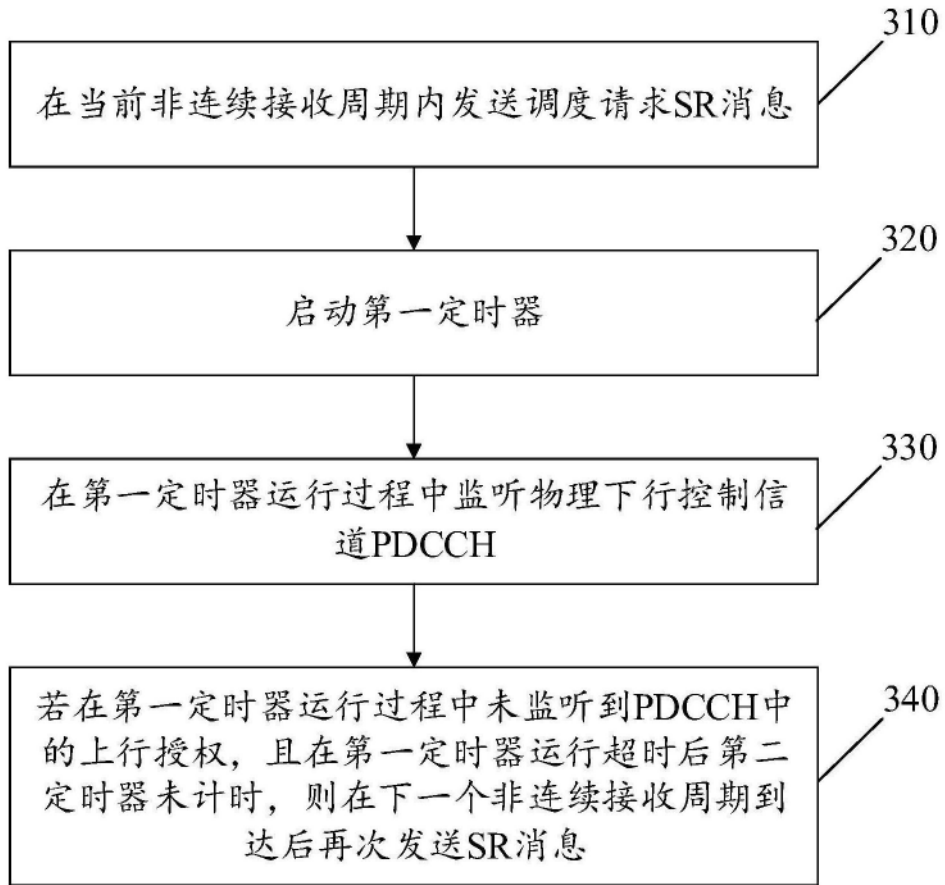 310
在当前非连续接收周期内发送调度请求SR消息
320
启动第一定时器
330
在第一定时器运行过程中监听物理下行控制信
道PDCCH
340
若在第一定时器运行过程中未监听到PDCCH中
的上行授权，且在第一定时器运行超时后第二
定时器未计时，则在下一个非连续接收周期到
达后再次发送SR消息